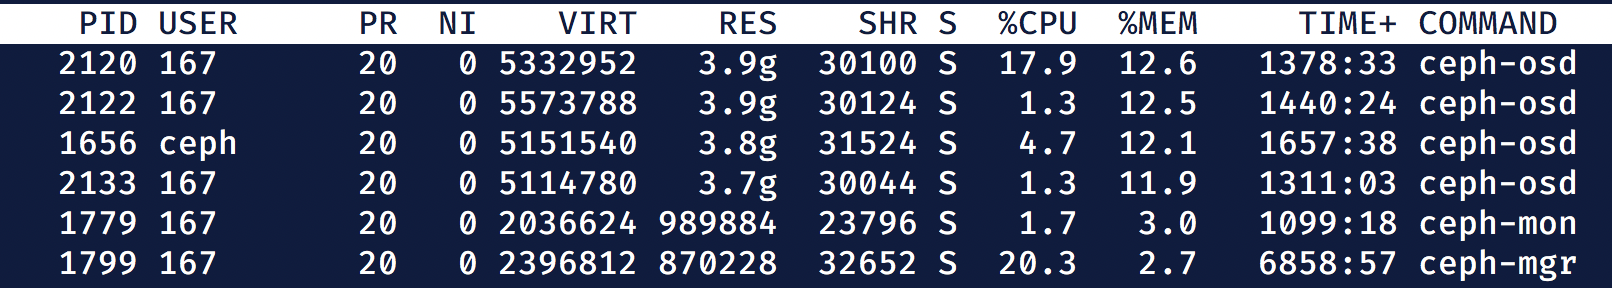 PID USER PR NI VIRT RES SHR S %CPU %MEM TIME+ COMMAND
2120 167 20 0 5332952 3.9g 30100 S 17.9 12.6 1378:33 ceph-osd
2122 167 20 0 5573788 3.9g 30124 S 1.3 12.5 1440:24 ceph-osd
1656 ceph 20 0 5151540 3.8g 31524 S 4.7 12.1 1657:38 ceph-osd
2133 167 20 0 5114780 3.7g 30044 S 1.3 11.9 1311:03 ceph-osd
1779 167 20 0 2036624 989884 23796 S 1.7 3.0 1099:18 ceph-mon
1799 167 20 0 2396812 870228 32652 S 20.3 2.7 6858:57 ceph-mgr